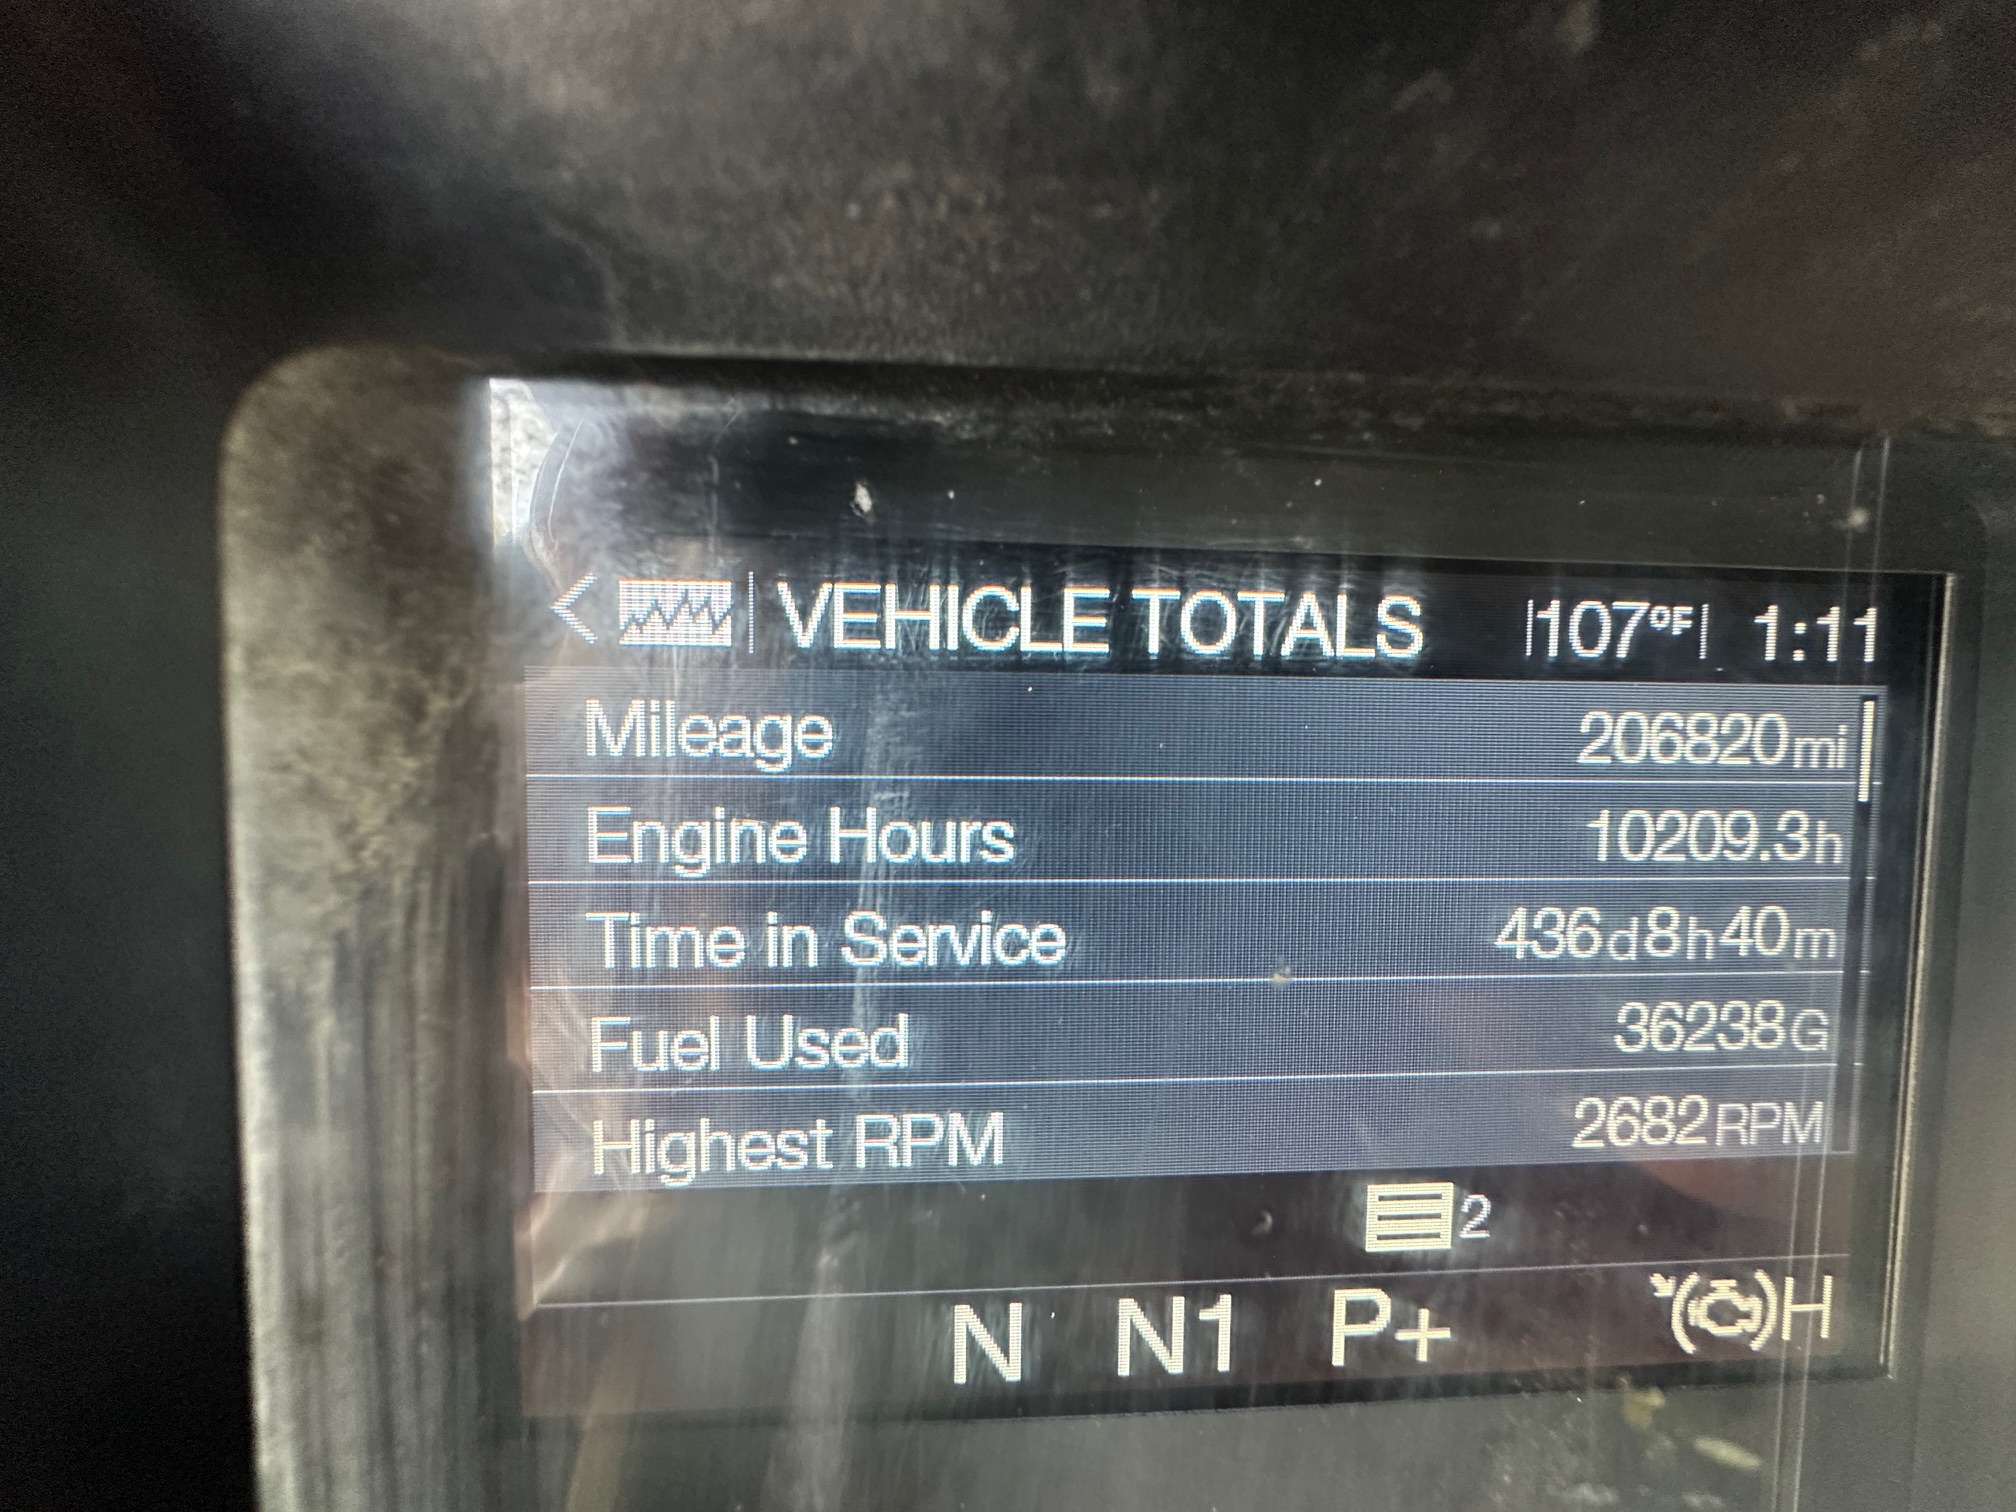 VEHICLE TOTALS 107°F 1:11
Mileage 206820mi
Engine Hours 10209.3h
Time in Service 436d8h40m
Fuel Used 36238G
Highest RPM 2682RPM
2
N N1 P+ H